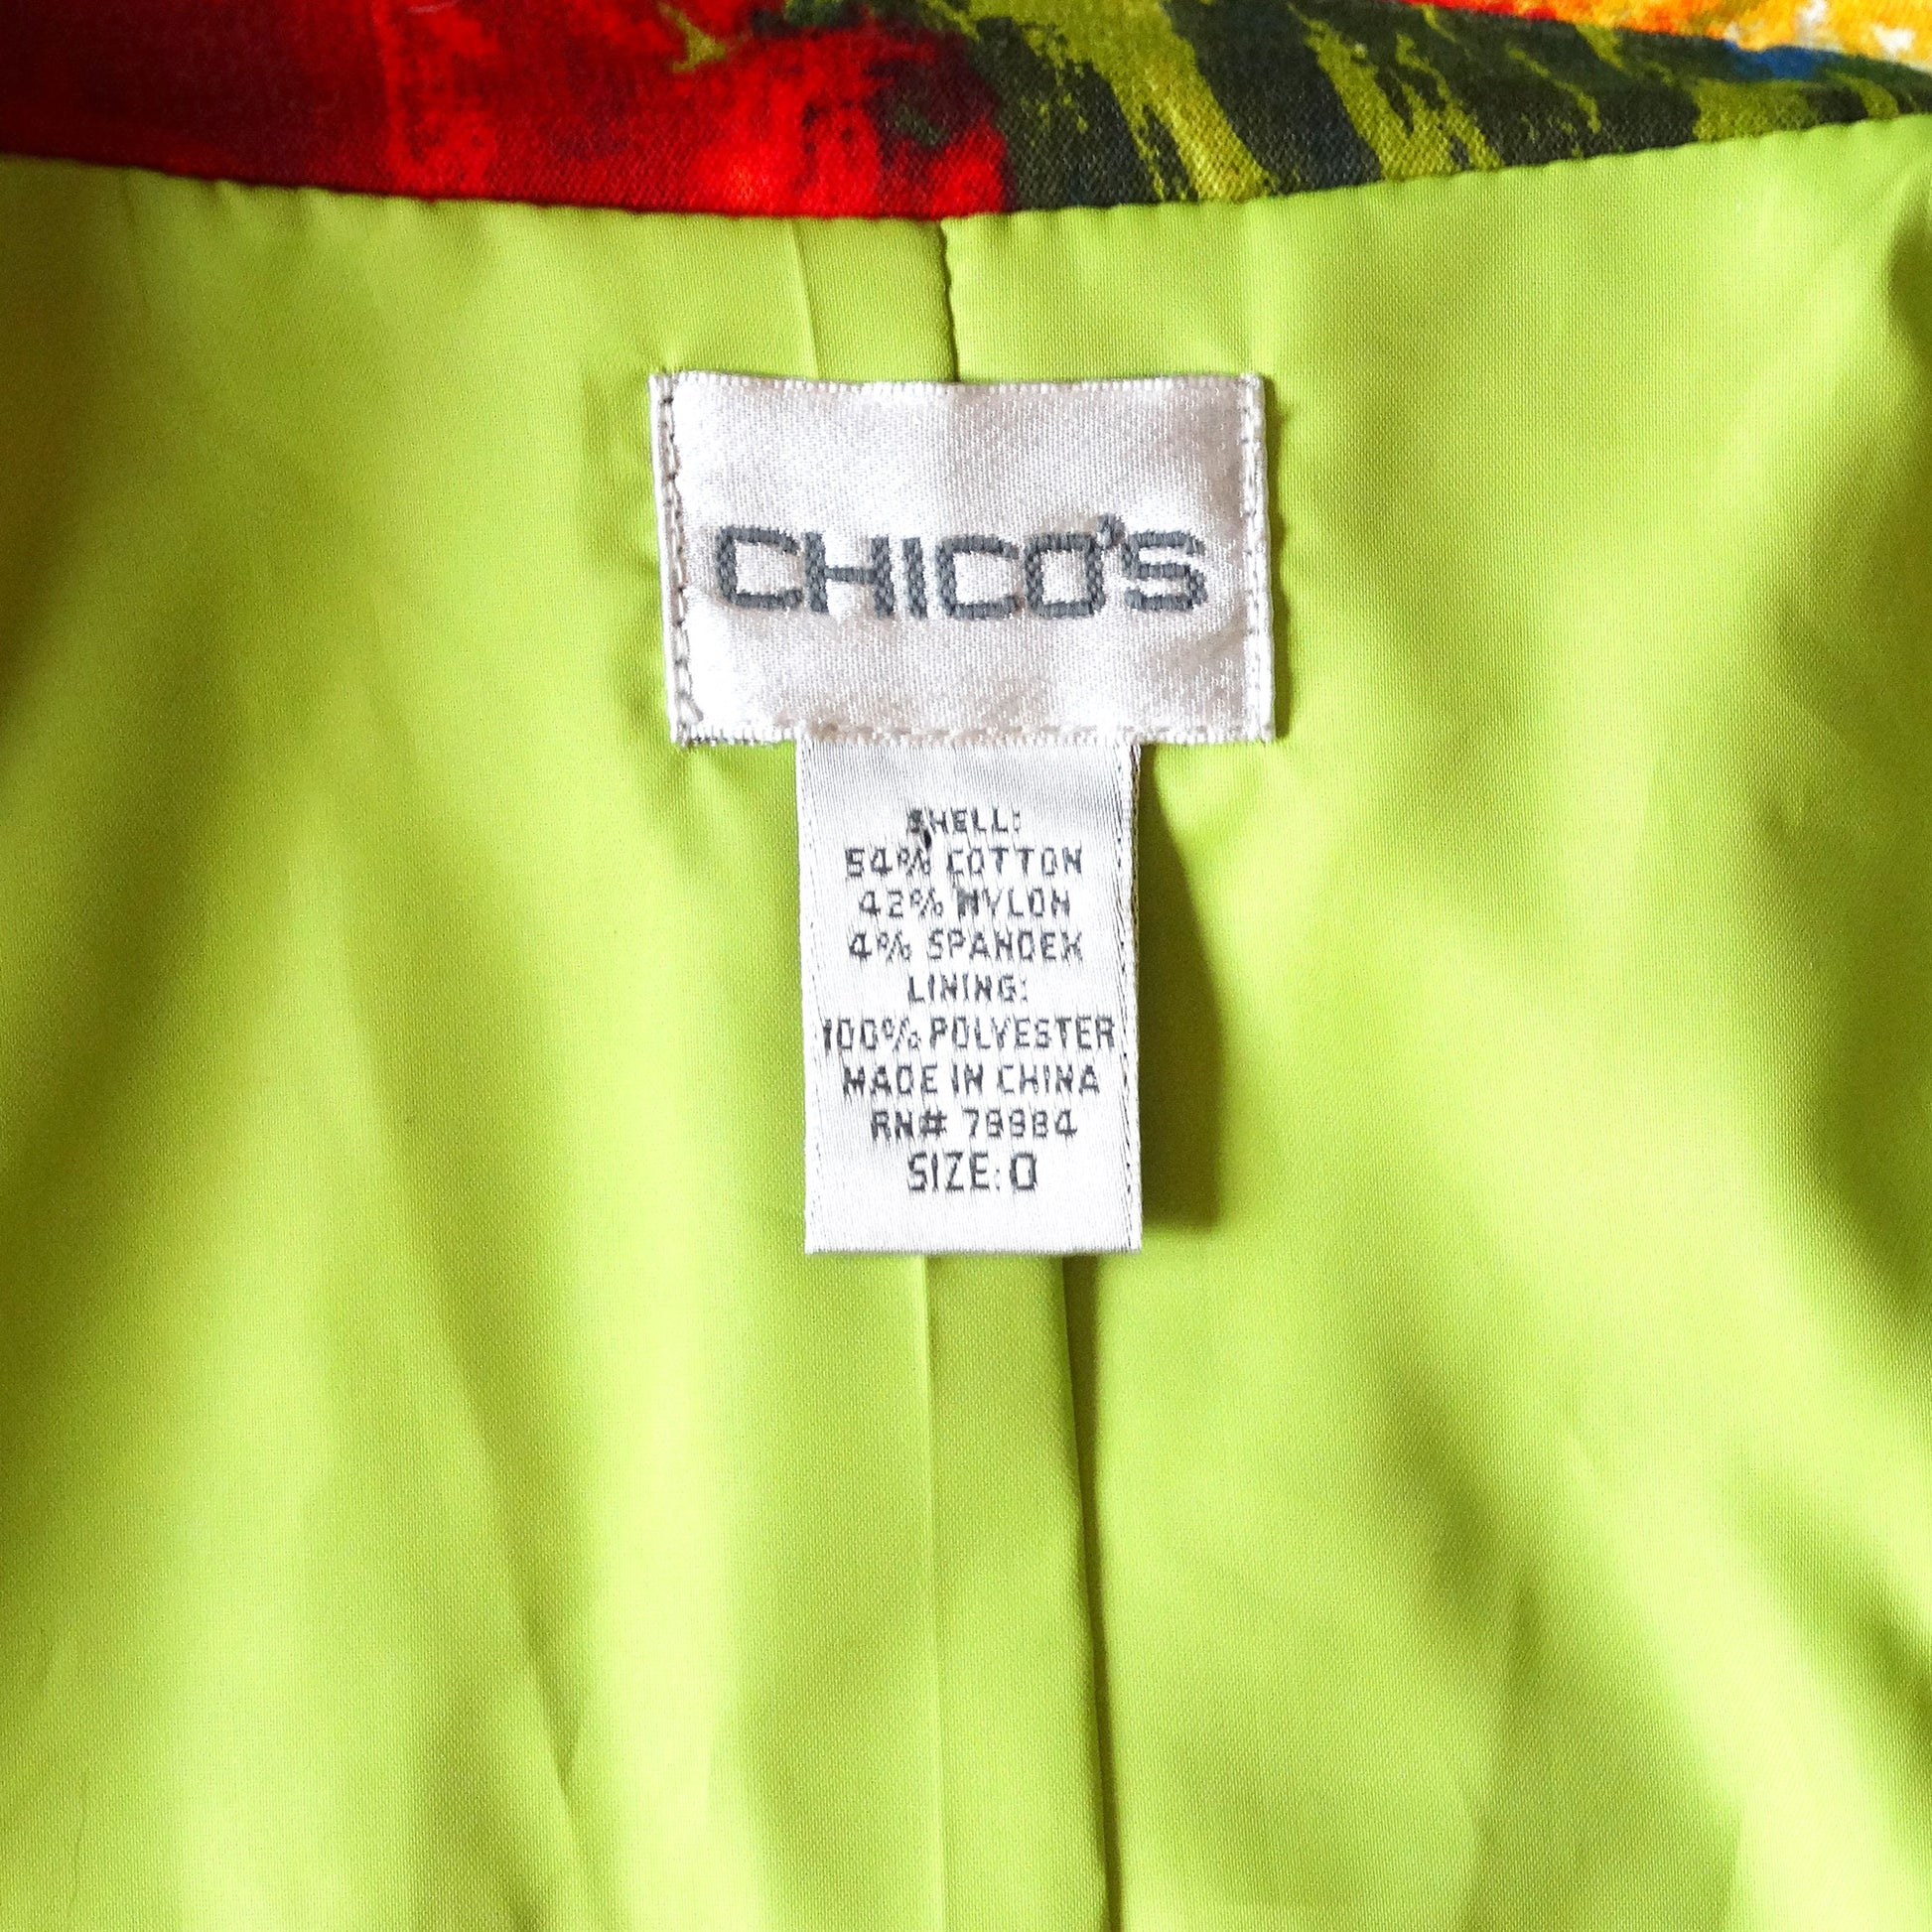 CHICO'S
SHELL:
54% COTTON
42% NYLON
4% SPANDEX
LINING:
100% POLYESTER
MADE IN CHINA
RN# 79984
SIZE: 0